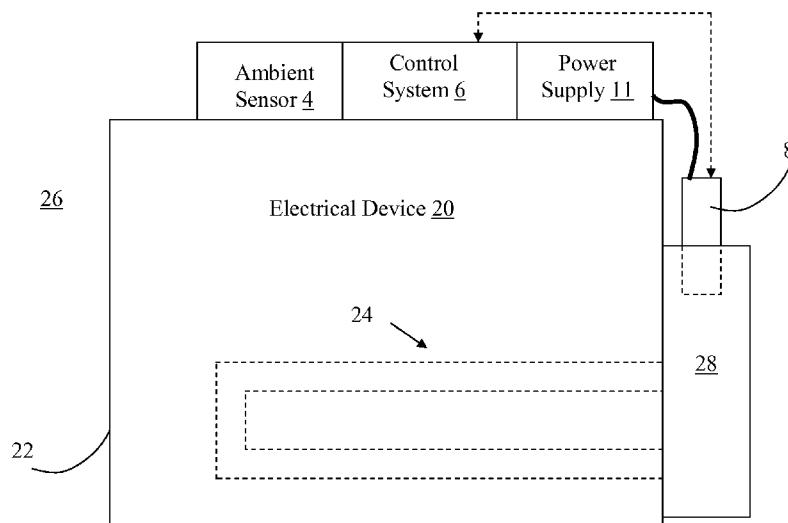 Ambient
Sensor 4
Control
System 6
Power
Supply 11
8
26
Electrical Device 20
24
28
22